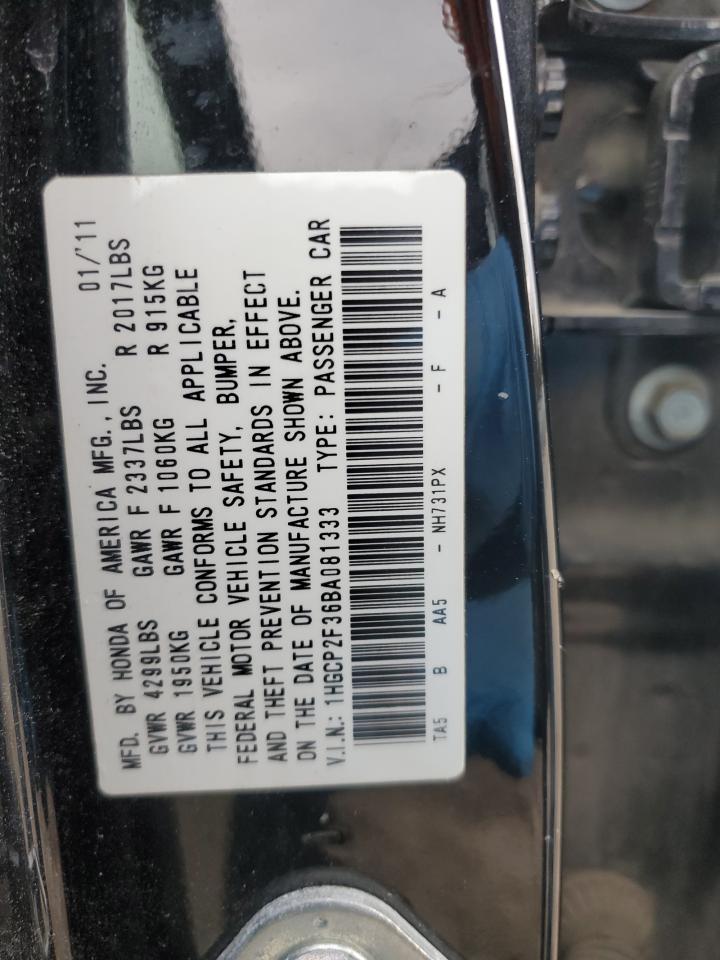 MFD. BY HONDA OF AMERICA MFG., INC. 01/'11
GVWR 4299LBS GAWR F 2337LBS R 2017LBS
GVWR 1950KG GAWR F 1060KG R 915KG
THIS VEHICLE CONFORMS TO ALL APPLICABLE
FEDERAL MOTOR VEHICLE SAFETY, BUMPER,
AND THEFT PREVENTION STANDARDS IN EFFECT
ON THE DATE OF MANUFACTURE SHOWN ABOVE.
V.I.N.: 1HGCP2F36BA081333 TYPE: PASSENGER CAR
TA5 B AA5 - NH731PX - F - A